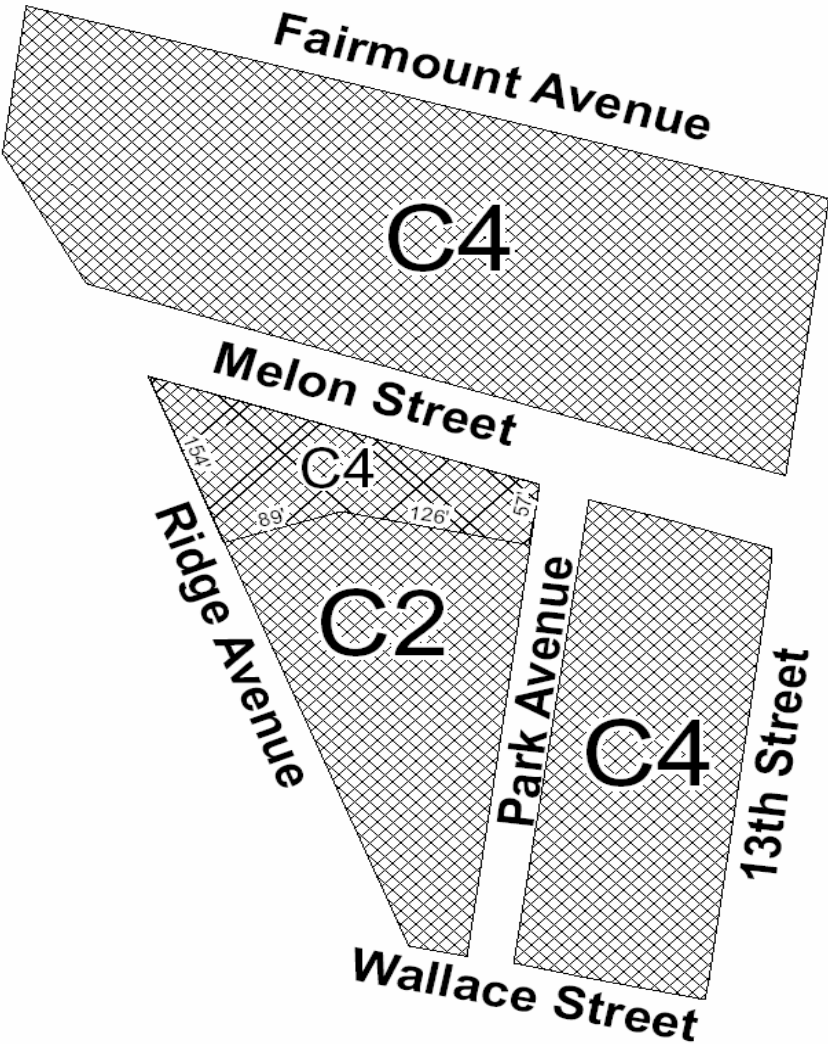 Fairmount Avenue
C4
Melon Street
154'
C4
89'
126'
57'
Ridge Avenue
C2
Park Avenue
C4
13th Street
Wallace Street